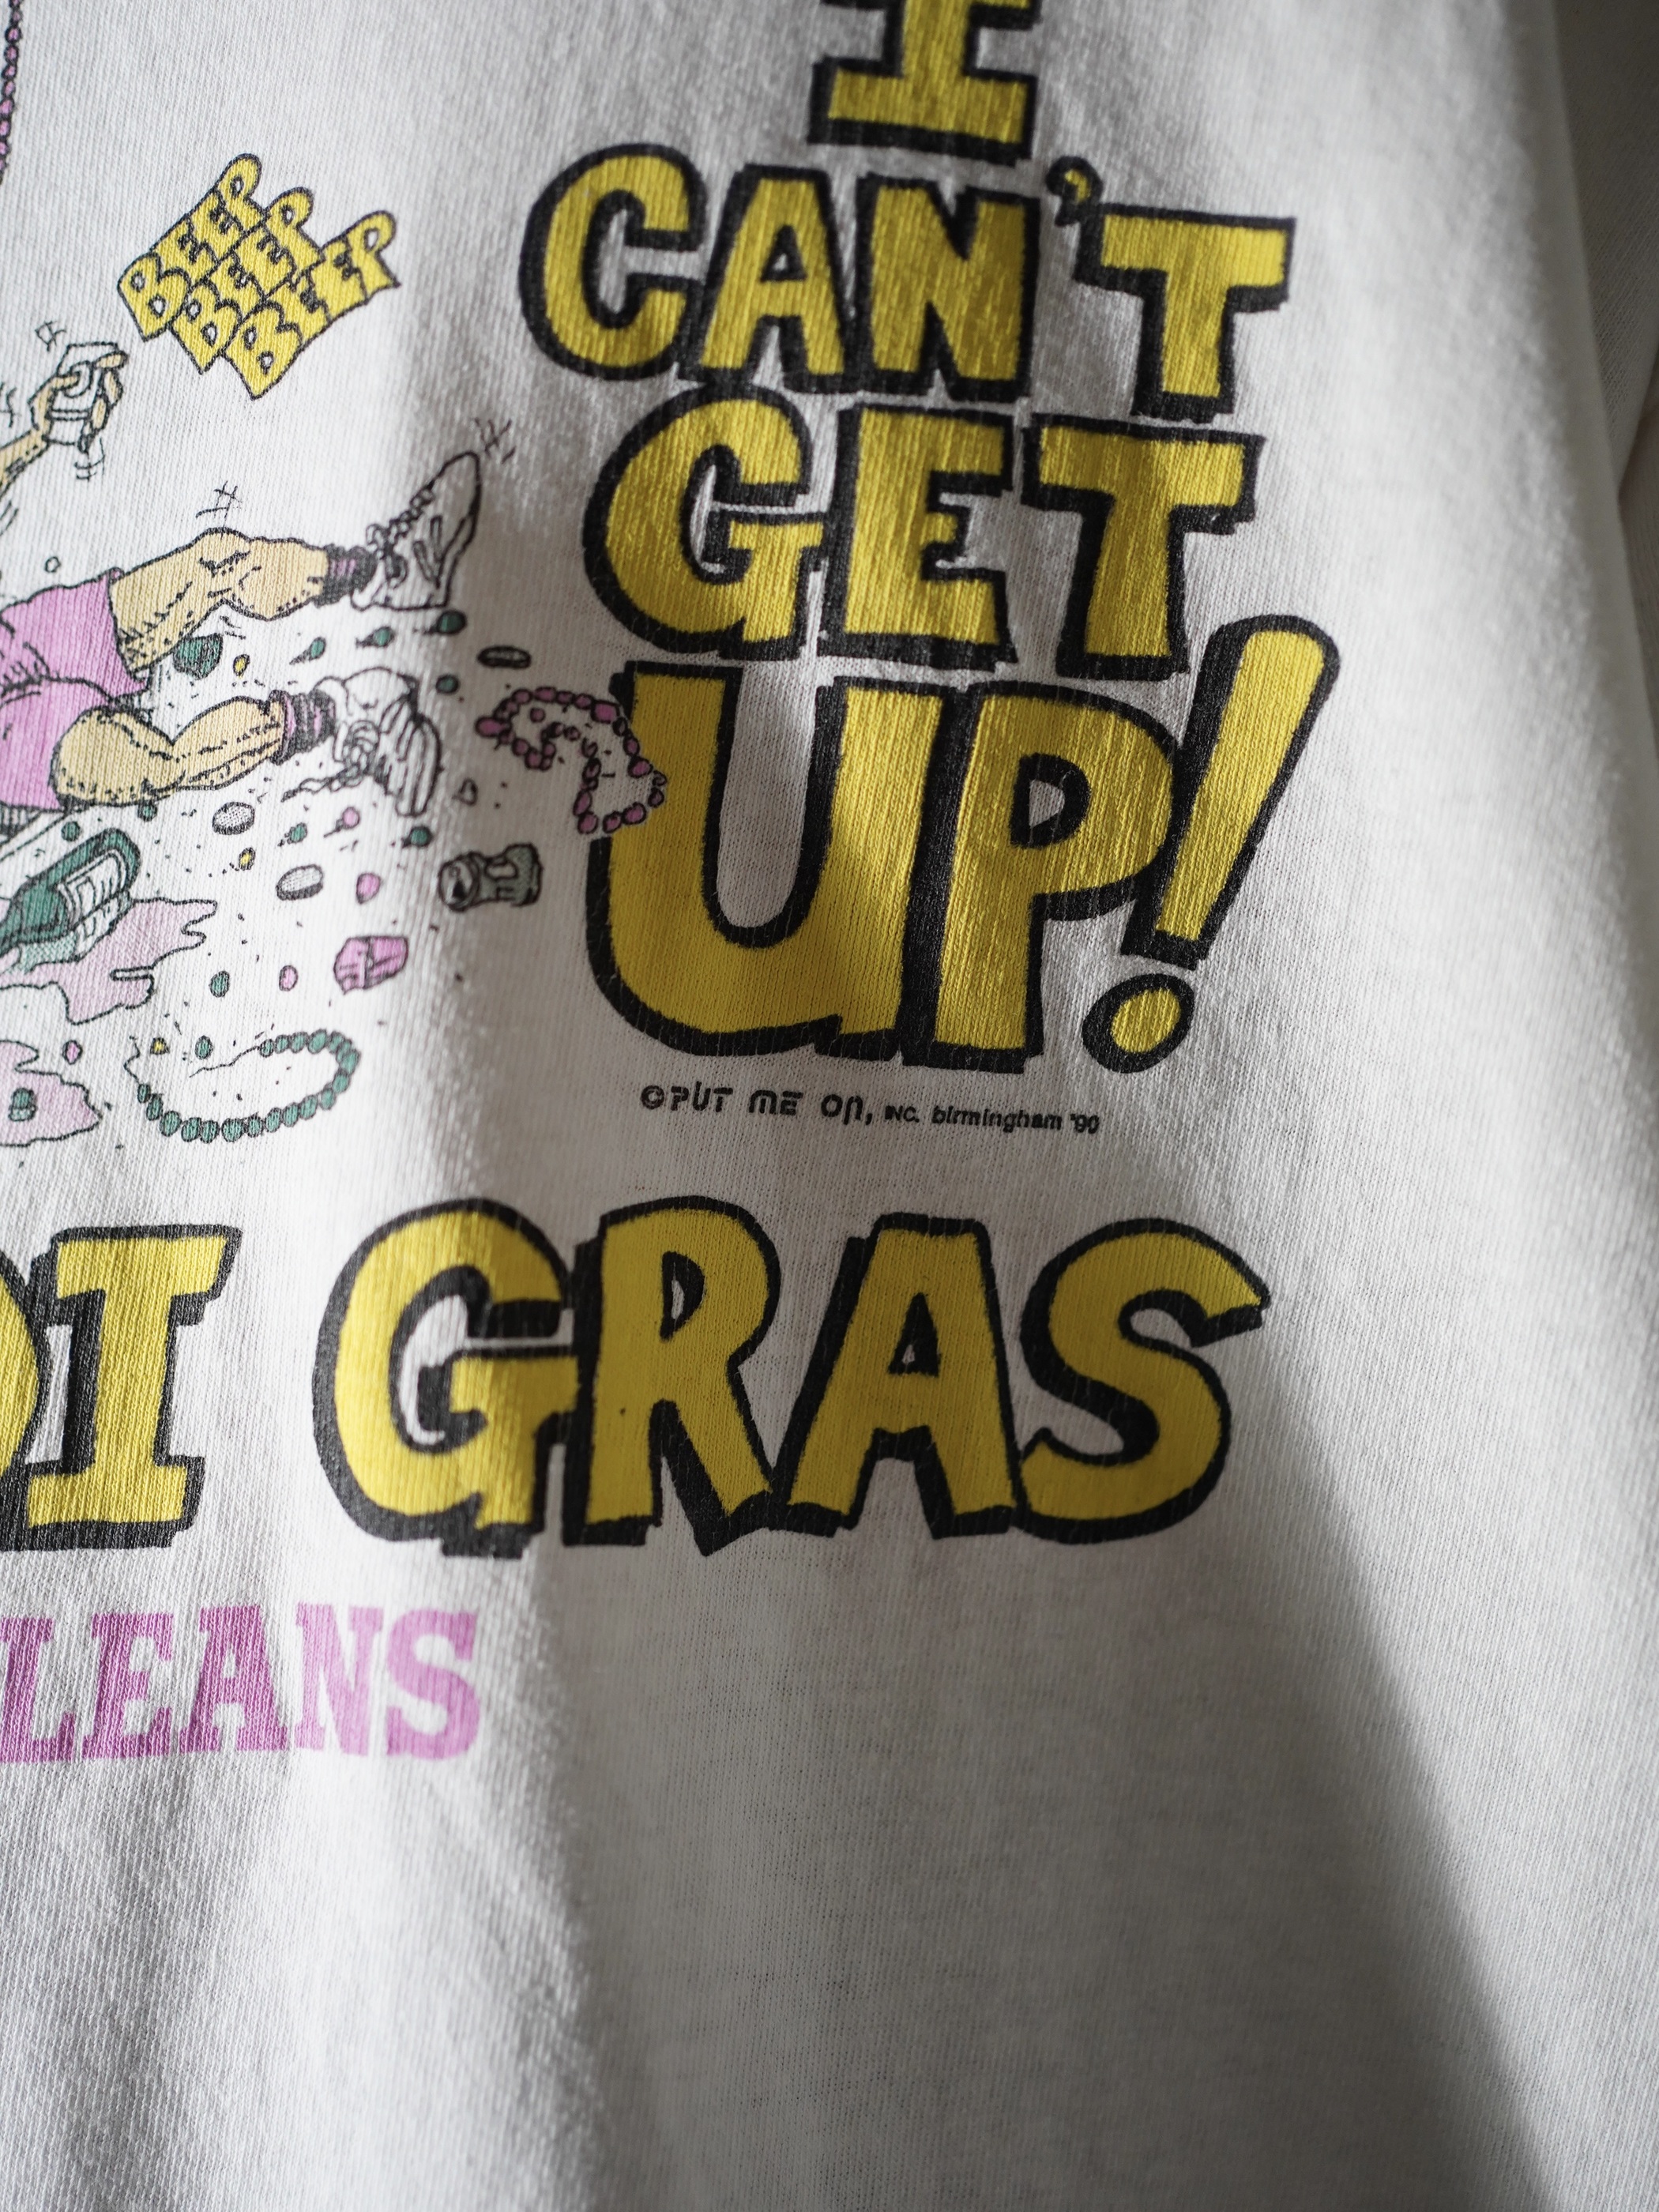 I
CAN'T
GET
UP!
BEEP
BEEP
BEEP
©PUT ME ON, INC. birmingham '90
DI GRAS
LEANS